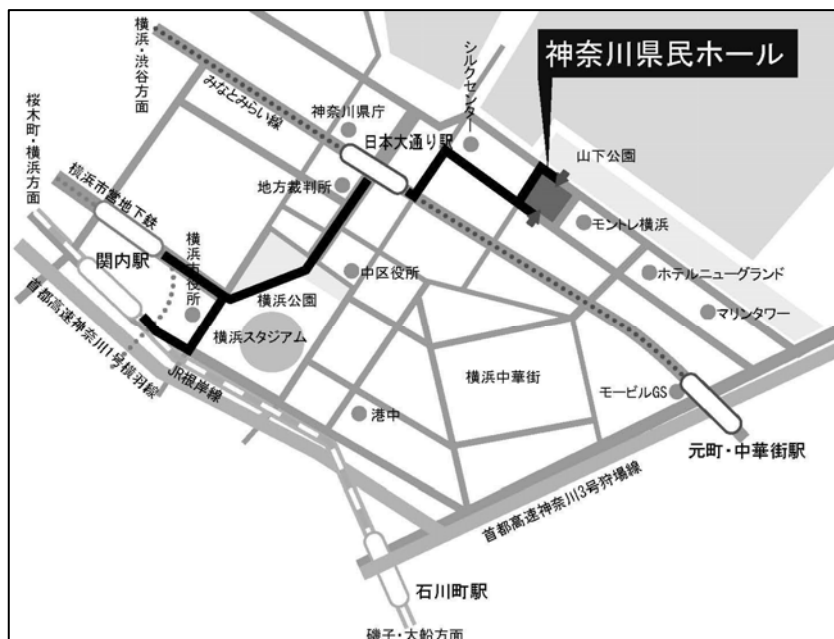 神奈川県民ホール
横浜・渋谷方面
シルクセンター
みなとみらい線
神奈川県庁
日本大通り駅
山下公園
桜木町・横浜方面
地方裁判所
横浜市営地下鉄
モントレ横浜
横浜市役所
関内駅
中区役所
ホテルニューグランド
横浜公園
マリンタワー
首都高速神奈川1号横羽線
横浜スタジアム
JR根岸線
横浜中華街
モービルGS
港中
元町・中華街駅
首都高速神奈川3号狩場線
石川町駅
磯子・大船方面